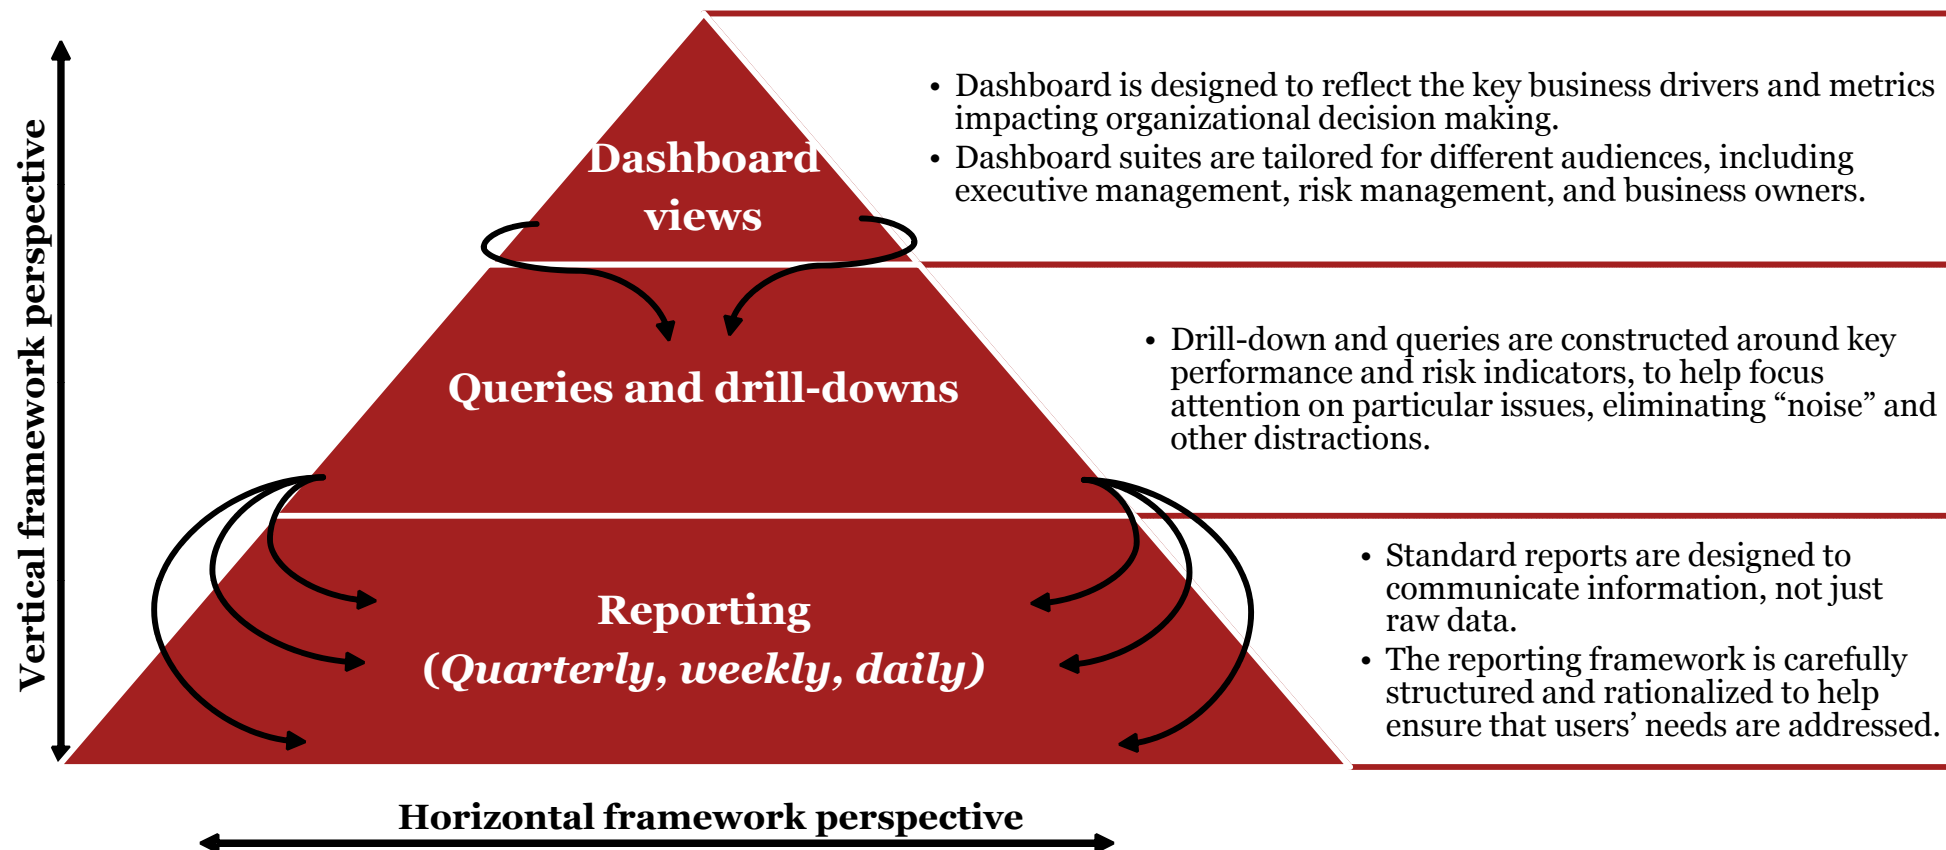 Vertical framework perspective
Dashboard
views
• Dashboard is designed to reflect the key business drivers and metrics
impacting organizational decision making.
• Dashboard suites are tailored for different audiences, including
executive management, risk management, and business owners.
Queries and drill-downs
• Drill-down and queries are constructed around key
performance and risk indicators, to help focus
attention on particular issues, eliminating “noise” and
other distractions.
Reporting
(Quarterly, weekly, daily)
• Standard reports are designed to
communicate information, not just
raw data.
• The reporting framework is carefully
structured and rationalized to help
ensure that users’ needs are addressed.
Horizontal framework perspective